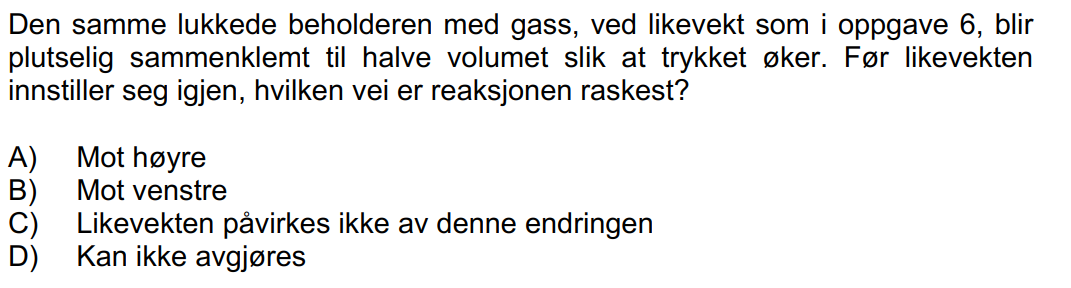 Den samme lukkede beholderen med gass, ved likevekt som i oppgave 6, blir
plutselig sammenklemt til halve volumet slik at trykket øker. Før likevekten
innstiller seg igjen, hvilken vei er reaksjonen raskest?
A) Mot høyre
B) Mot venstre
C) Likevekten påvirkes ikke av denne endringen
D) Kan ikke avgjøres